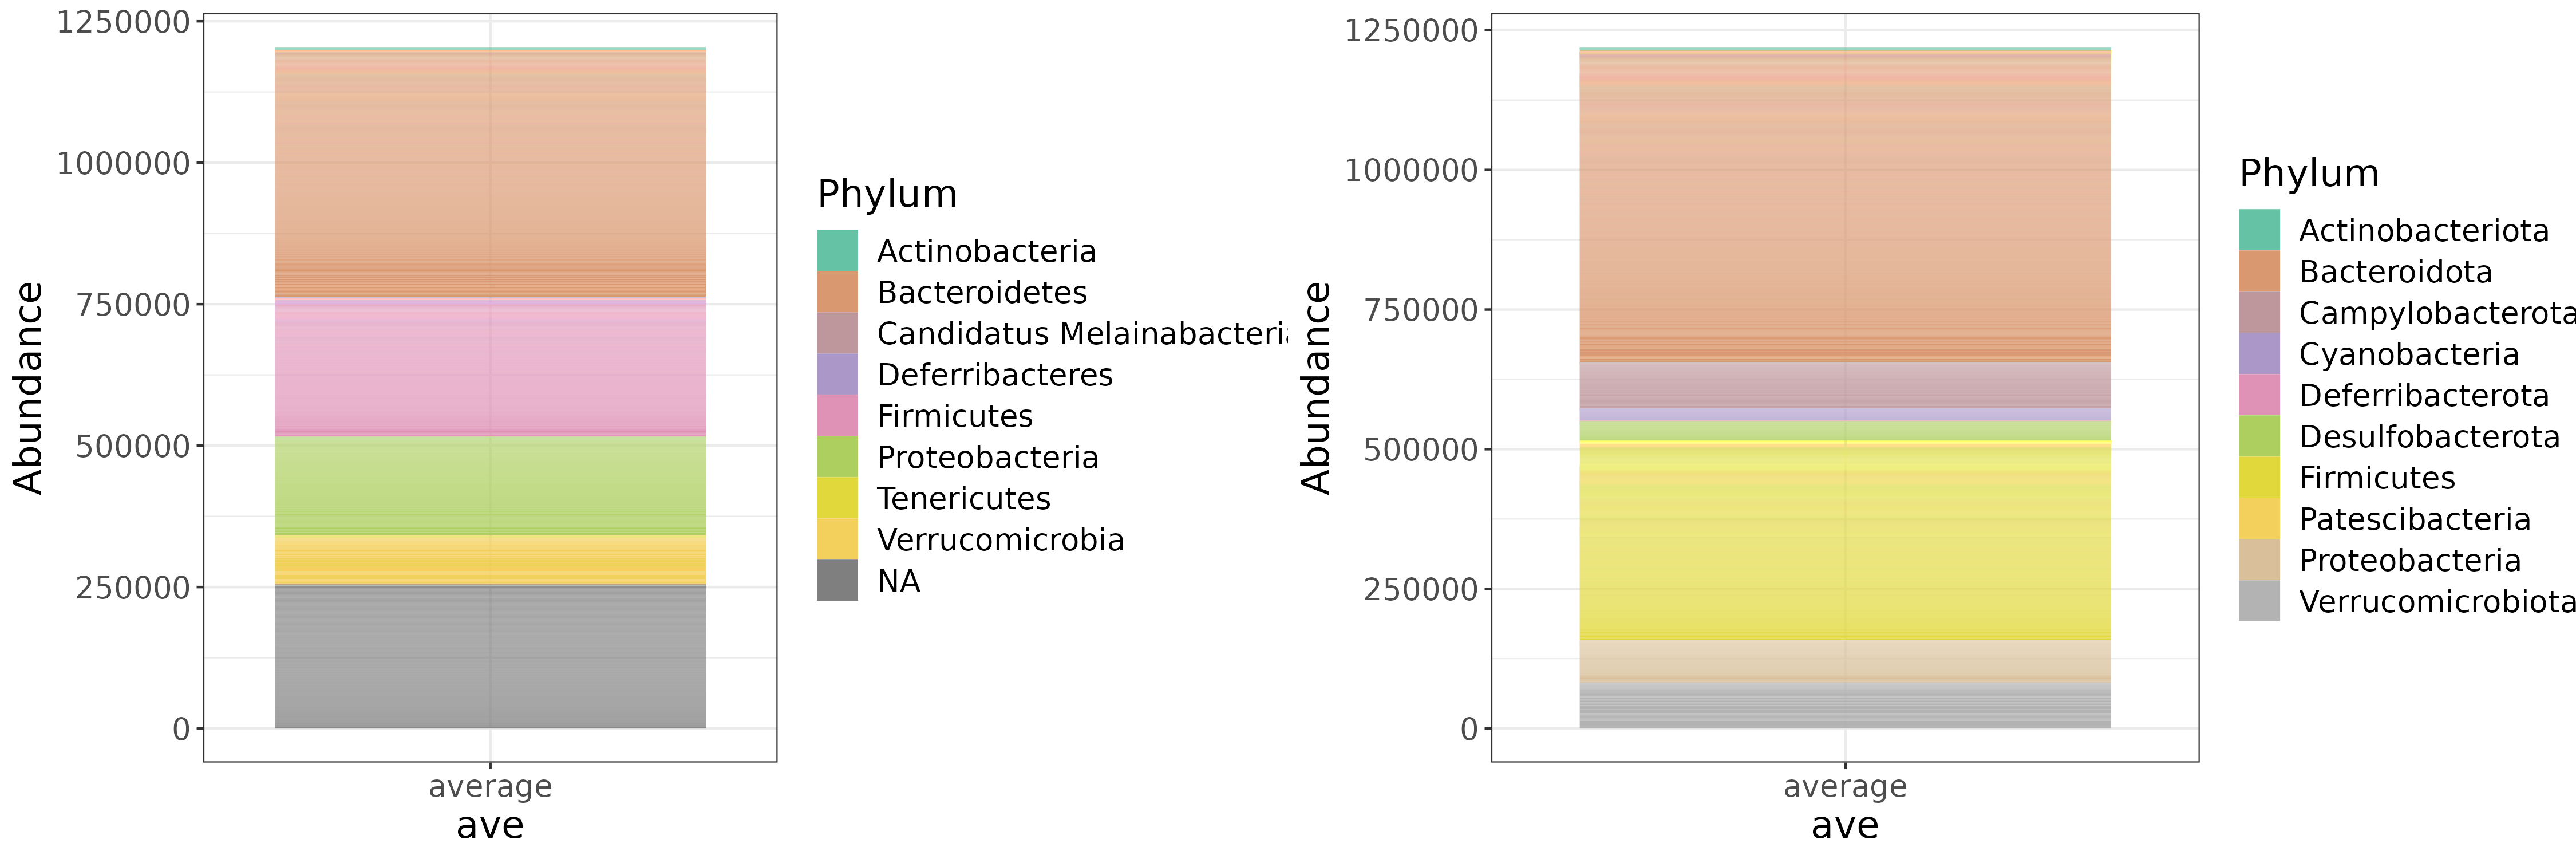 Abundance
1250000
1000000
750000
500000
250000
0
average
ave
Phylum
Actinobacteria
Bacteroidetes
Candidatus Melainabacteri
Deferribacteres
Firmicutes
Proteobacteria
Tenericutes
Verrucomicrobia
NA
Abundance
1250000
1000000
750000
500000
250000
0
average
ave
Phylum
Actinobacteriota
Bacteroidota
Campylobacterota
Cyanobacteria
Deferribacterota
Desulfobacterota
Firmicutes
Patescibacteria
Proteobacteria
Verrucomicrobiota